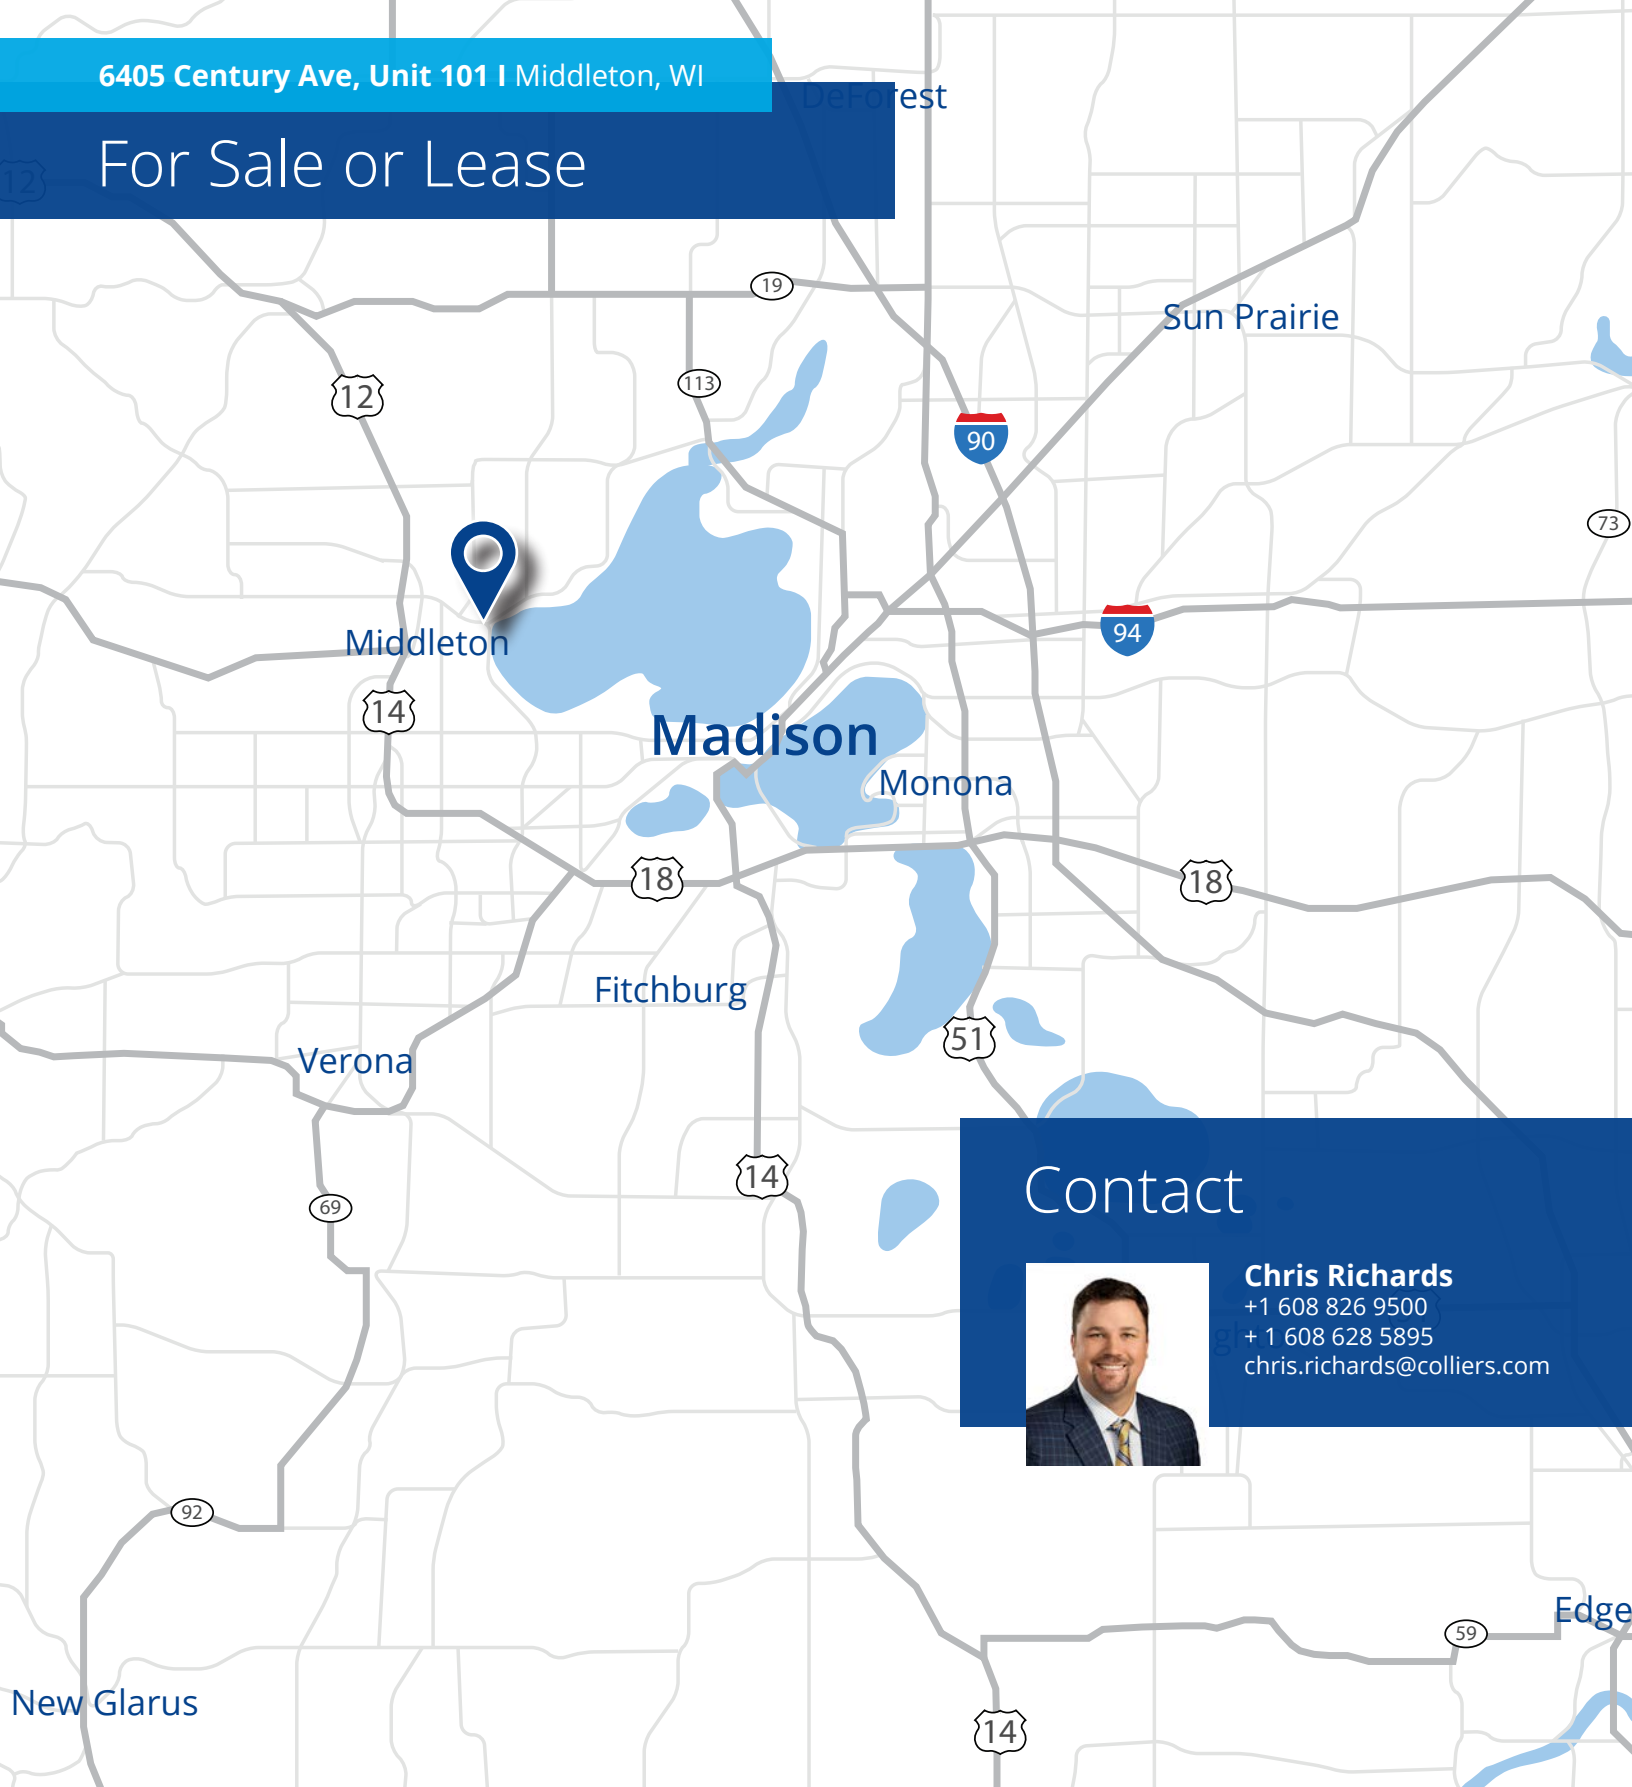 6405 Century Ave, Unit 101 I Middleton, WI
DeForest
For Sale or Lease
12
19
Sun Prairie
113
12
90
73
94
Middleton
14
Madison
Monona
18
18
Fitchburg
51
Verona
14
Contact
69
Chris Richards
+1 608 826 9500
+ 1 608 628 5895
chris.richards@colliers.com
92
Edge
59
New Glarus
14